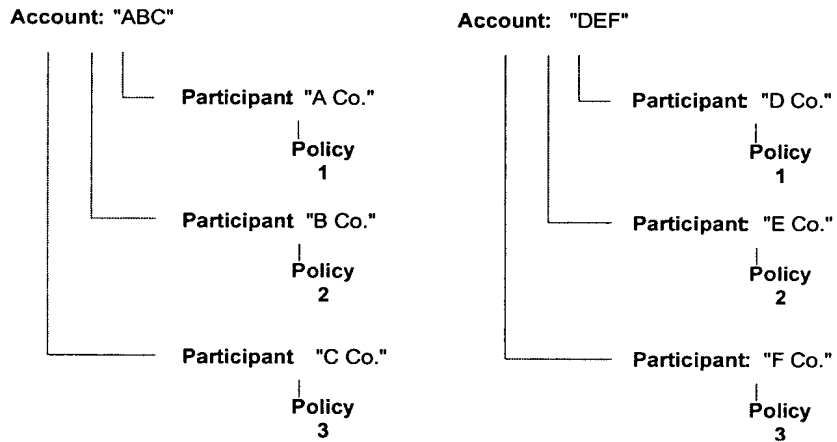 Account: "ABC"
Participant "A Co."
Policy
1
Participant "B Co."
Policy
2
Participant "C Co."
Policy
3
Account: "DEF"
Participant: "D Co."
Policy
1
Participant: "E Co."
Policy
2
Participant: "F Co."
Policy
3